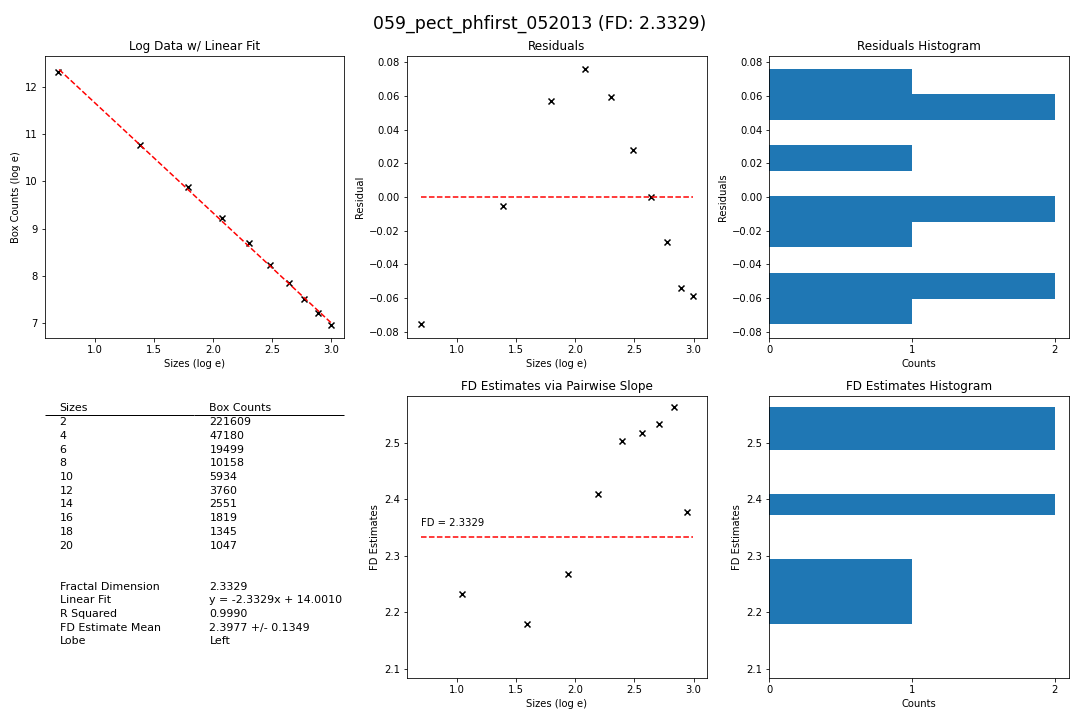 059_pect_phfirst_052013 (FD: 2.3329)
Log Data w/ Linear Fit
Box Counts (log e)
12
11
10
9
8
7
1.0 1.5 2.0 2.5 3.0
Sizes (log e)
Residuals
Residual
0.08
0.06
0.04
0.02
0.00
−0.02
−0.04
−0.06
−0.08
1.0 1.5 2.0 2.5 3.0
Sizes (log e)
Residuals Histogram
Residuals
0.08
0.06
0.04
0.02
0.00
−0.02
−0.04
−0.06
−0.08
0 1 2
Counts
Sizes Box Counts
2 221609
4 47180
6 19499
8 10158
10 5934
12 3760
14 2551
16 1819
18 1345
20 1047
Fractal Dimension 2.3329
Linear Fit y = -2.3329x + 14.0010
R Squared 0.9990
FD Estimate Mean 2.3977 +/- 0.1349
Lobe Left
FD Estimates via Pairwise Slope
FD Estimates
2.5
2.4
2.3
2.2
2.1
FD = 2.3329
1.0 1.5 2.0 2.5 3.0
Sizes (log e)
FD Estimates Histogram
FD Estimates
2.5
2.4
2.3
2.2
2.1
0 1 2
Counts